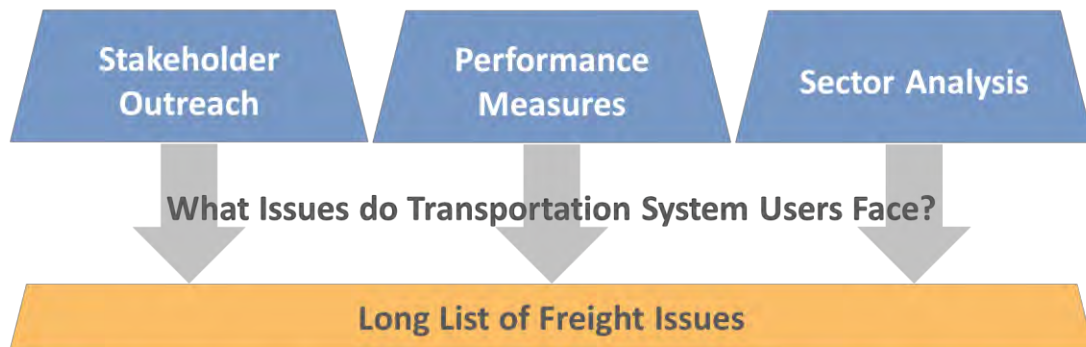 Stakeholder
Outreach
Performance
Measures
Sector Analysis
What Issues do Transportation System Users Face?
Long List of Freight Issues